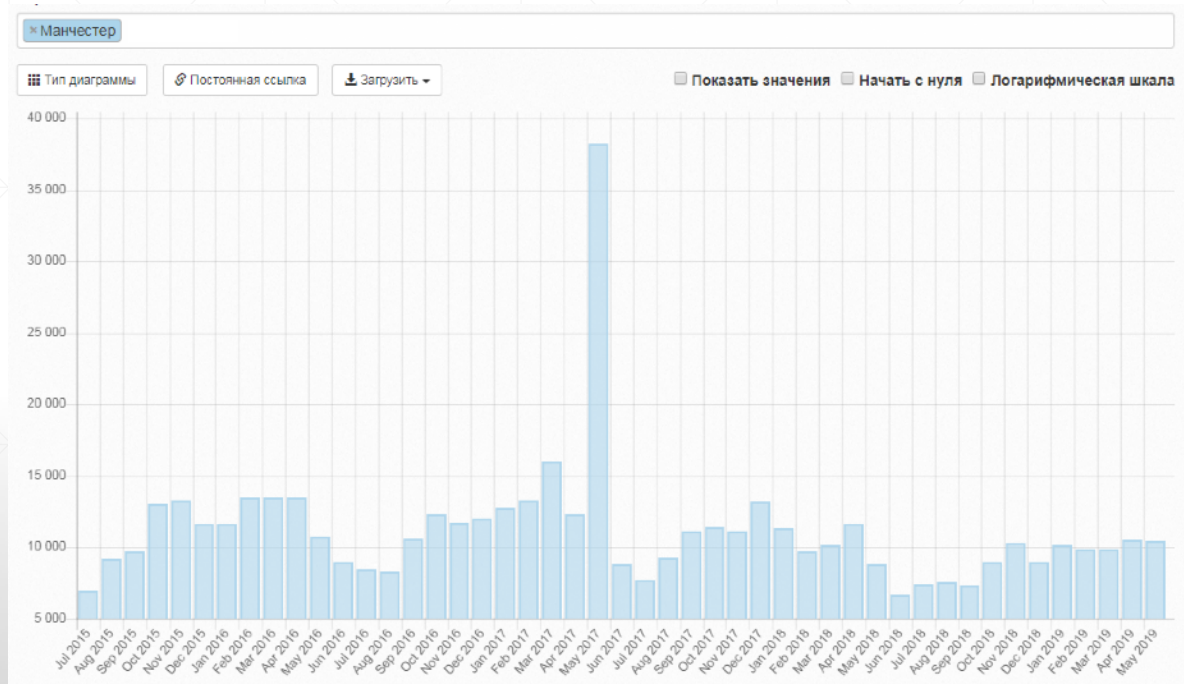 ×Манчестер
Тип диаграммы Постоянная ссылка Загрузить Показать значения Начать с нуля Логарифмическая шкала
40 000
35 000
30 000
25 000
20 000
15 000
10 000
5 000
Jul 2015 Aug 2015 Sep 2015 Oct 2015 Nov 2015 Dec 2015 Jan 2016 Feb 2016 Mar 2016 Apr 2016 May 2016 Jun 2016 Jul 2016 Aug 2016 Sep 2016 Oct 2016 Nov 2016 Dec 2016 Jan 2017 Feb 2017 Mar 2017 Apr 2017 May 2017 Jun 2017 Jul 2017 Aug 2017 Sep 2017 Oct 2017 Nov 2017 Dec 2017 Jan 2018 Feb 2018 Mar 2018 Apr 2018 May 2018 Jun 2018 Jul 2018 Aug 2018 Sep 2018 Oct 2018 Nov 2018 Dec 2018 Jan 2019 Feb 2019 Mar 2019 Apr 2019 May 2019